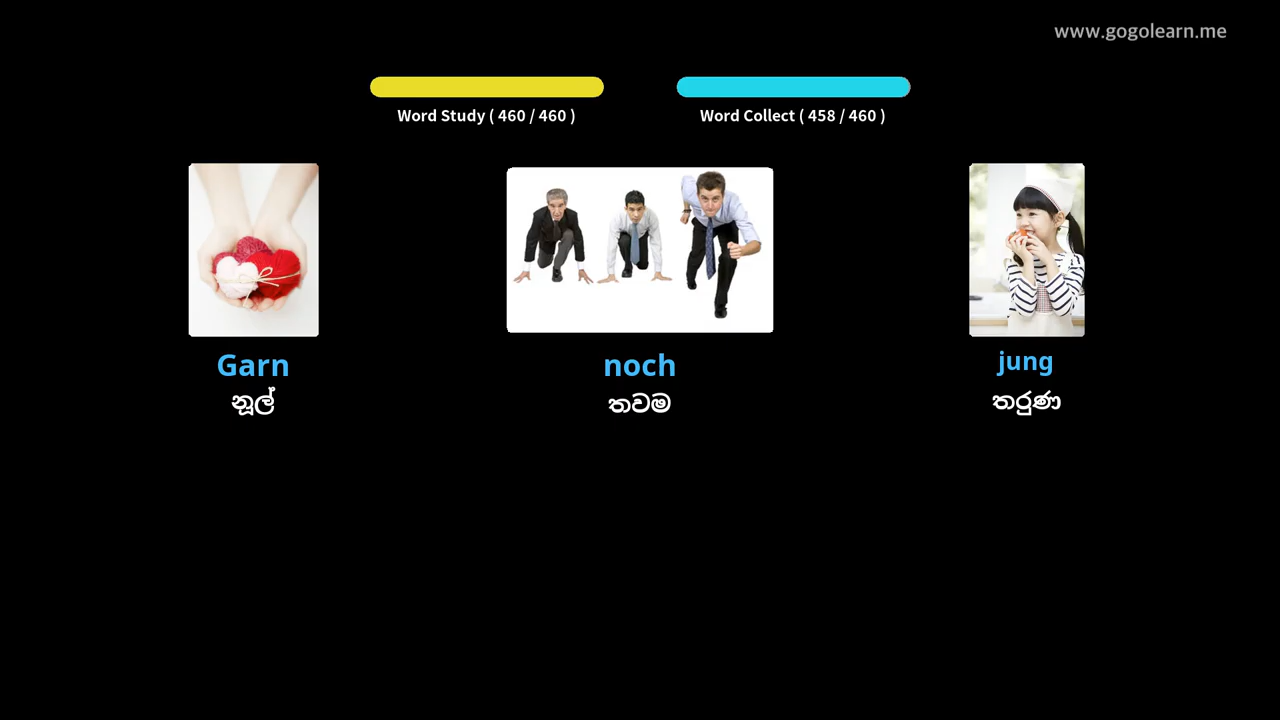 www.gogolearn.me
Word Study ( 460 / 460 )
Word Collect ( 458 / 460 )
Garn
noch
jung
නූල්
තවම
තරුණ